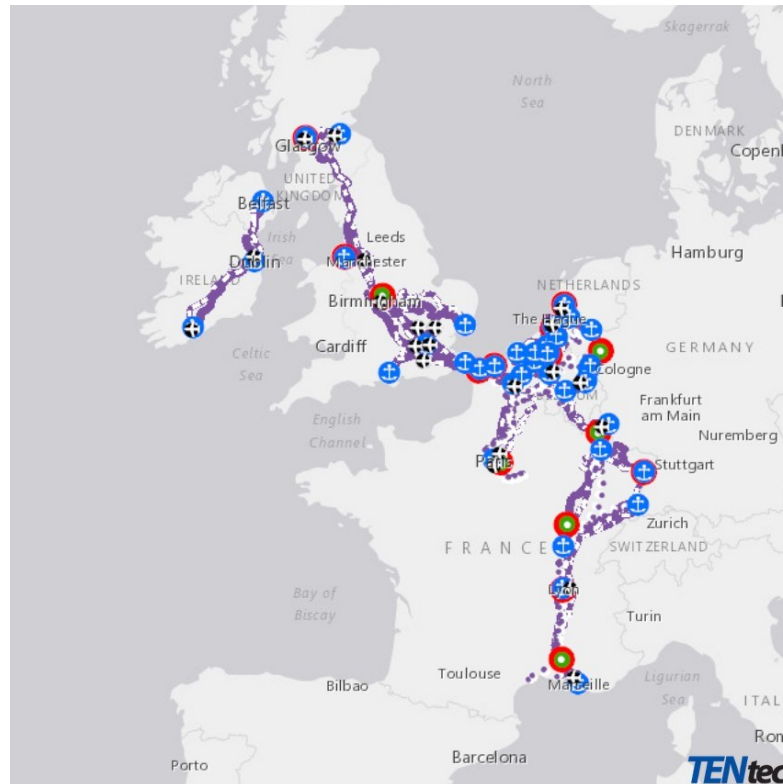 Skagerrak
North
Sea
DENMARK
Copen
Glasgow
UNITED
KINGDOM
Belfast
Irish
Sea
Leeds
Hamburg
Dublin
Manchester
IRELAND
NETHERLANDS
Birmingham
The Hague
Cardiff
GERMANY
Celtic
Sea
Cologne
BELGIUM
Frankfurt
am Main
English
Channel
Nuremberg
Paris
Stuttgart
Zurich
FRANCE
SWITZERLAND
Lyon
Bay of
Biscay
Turin
Toulouse
Marseille
Ligurian
Sea
Bilbao
ITAL
Rom
Barcelona
Porto
TENtec